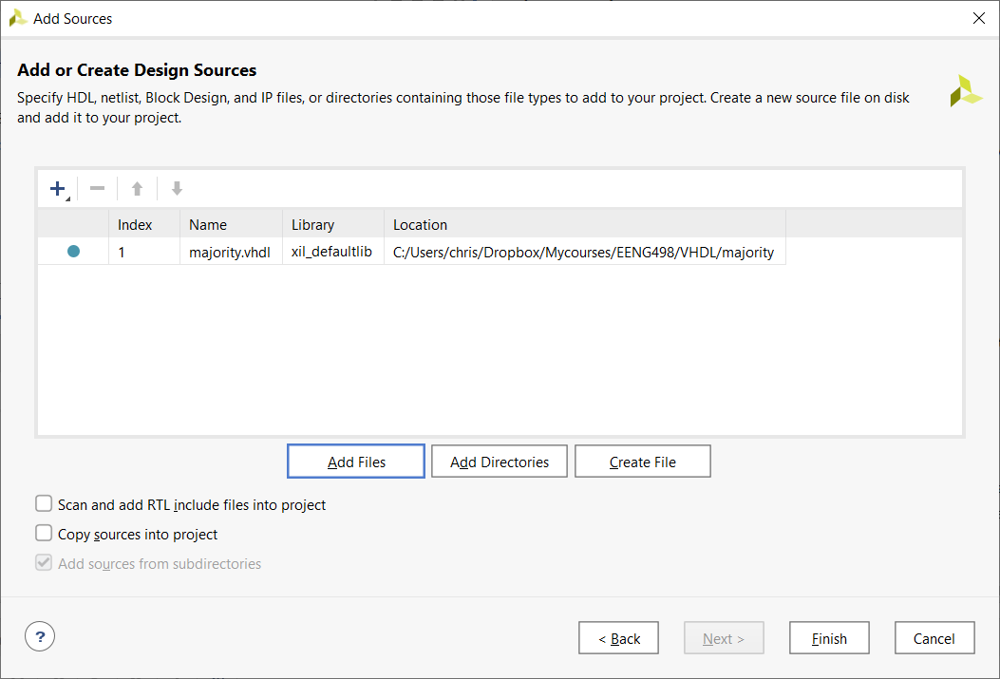 Add Sources
Add or Create Design Sources
Specify HDL, netlist, Block Design, and IP files, or directories containing those file types to add to your project. Create a new source file on disk
and add it to your project.
Index Name Library Location
1 majority.vhdl xil_defaultlib C:/Users/chris/Dropbox/Mycourses/EENG498/VHDL/majority
Add Files Add Directories Create File
Scan and add RTL include files into project
Copy sources into project
Add sources from subdirectories
? < Back Next > Finish Cancel